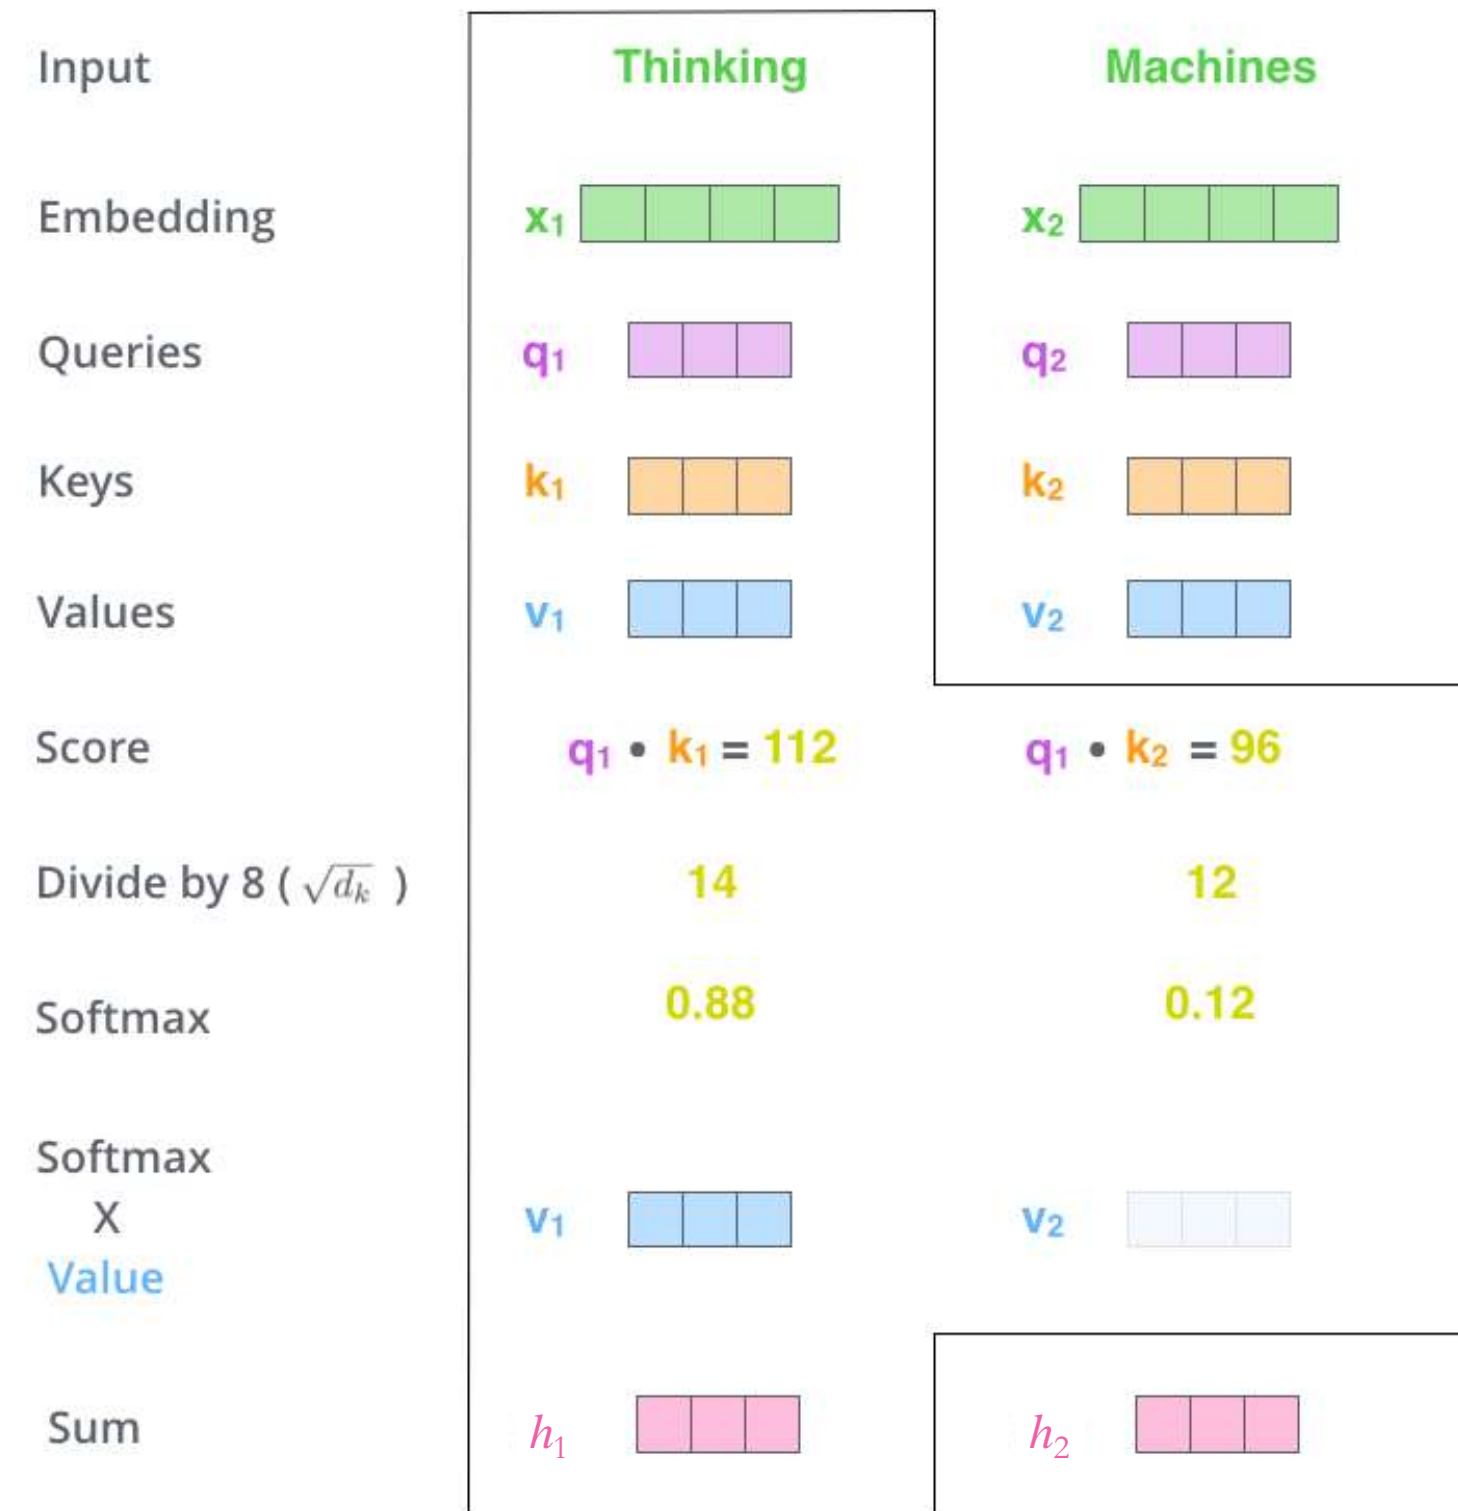 Input Thinking Machines
Embedding x₁ x₂
Queries q₁ q₂
Keys k₁ k₂
Values v₁ v₂
Score q₁ • k₁ = 112 q₁ • k₂ = 96
Divide by 8 ( √dₖ ) 14 12
Softmax 0.88 0.12
Softmax
X
Value v₁ v₂
Sum h₁ h₂